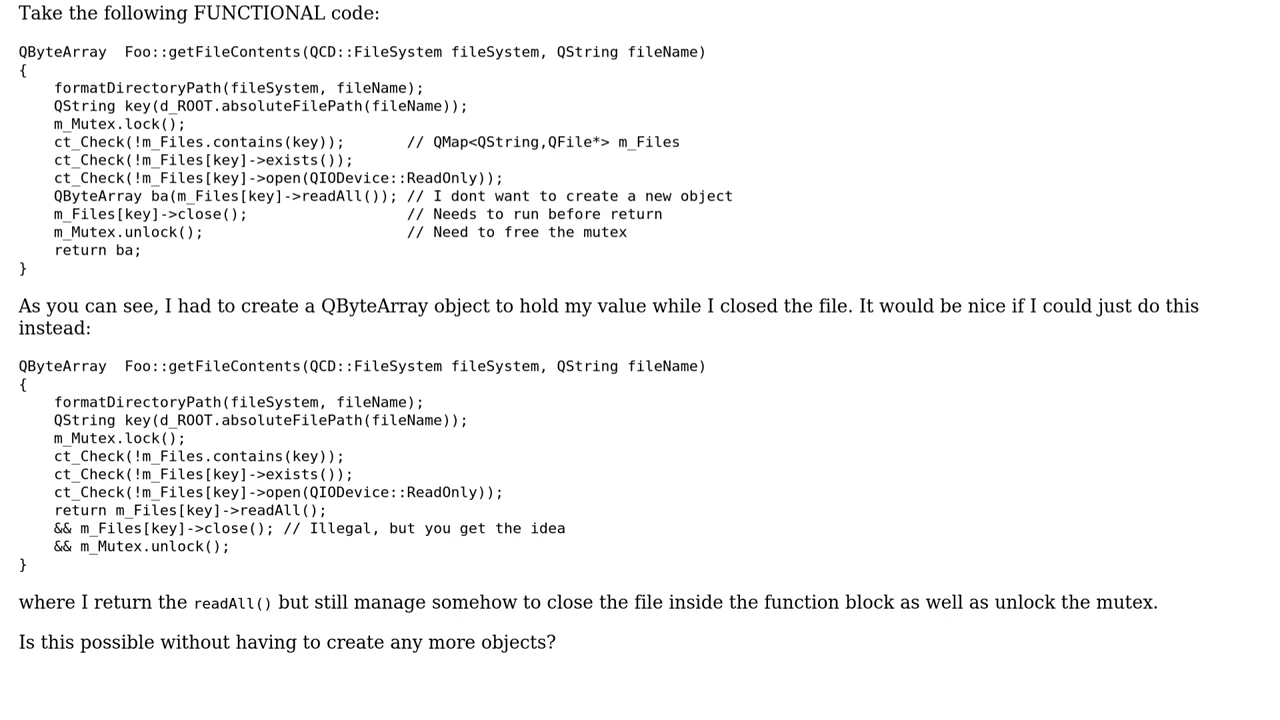 Take the following FUNCTIONAL code:
QByteArray  Foo::getFileContents(QCD::FileSystem fileSystem, QString fileName)
{
    formatDirectoryPath(fileSystem, fileName);
    QString key(d_ROOT.absoluteFilePath(fileName));
    m_Mutex.lock();
    ct_Check(!m_Files.contains(key));       // QMap<QString,QFile*> m_Files
    ct_Check(!m_Files[key]->exists());
    ct_Check(!m_Files[key]->open(QIODevice::ReadOnly));
    QByteArray ba(m_Files[key]->readAll()); // I dont want to create a new object
    m_Files[key]->close();                  // Needs to run before return
    m_Mutex.unlock();                       // Need to free the mutex
    return ba;
}
As you can see, I had to create a QByteArray object to hold my value while I closed the file. It would be nice if I could just do this
instead:
QByteArray  Foo::getFileContents(QCD::FileSystem fileSystem, QString fileName)
{
    formatDirectoryPath(fileSystem, fileName);
    QString key(d_ROOT.absoluteFilePath(fileName));
    m_Mutex.lock();
    ct_Check(!m_Files.contains(key));
    ct_Check(!m_Files[key]->exists());
    ct_Check(!m_Files[key]->open(QIODevice::ReadOnly));
    return m_Files[key]->readAll();
    && m_Files[key]->close(); // Illegal, but you get the idea
    && m_Mutex.unlock();
}
where I return the readAll() but still manage somehow to close the file inside the function block as well as unlock the mutex.
Is this possible without having to create any more objects?